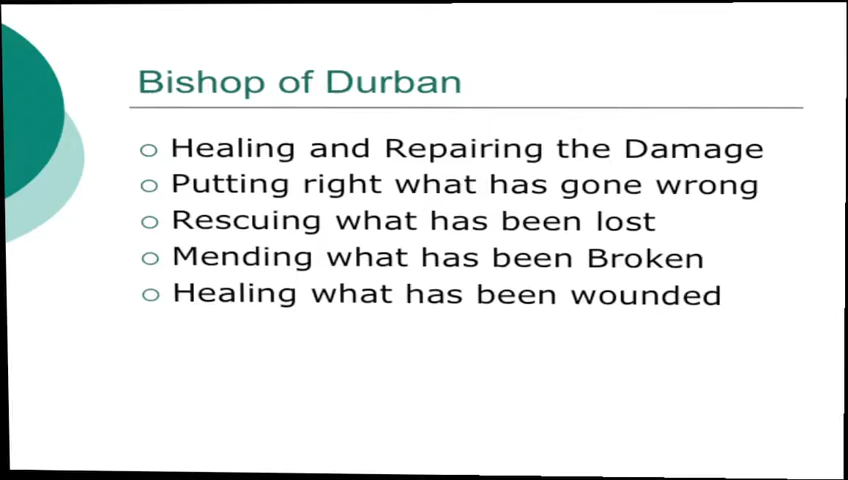 Bishop of Durban
Healing and Repairing the Damage
Putting right what has gone wrong
Rescuing what has been lost
Mending what has been Broken
Healing what has been wounded